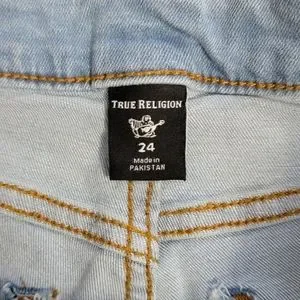 TRUE RELIGION
24
Made in
PAKISTAN